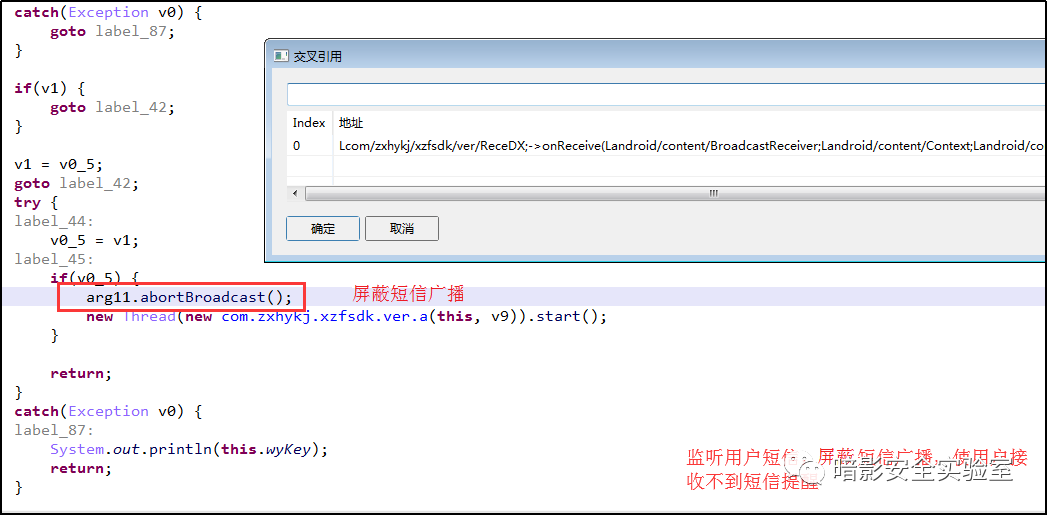 catch(Exception v0) {
goto label_87;
}
交叉引用
if(v1) {
goto label_42;
}
Index 地址
0 Lcom/zxhykj/xzfsdk/ver/ReceDX;->onReceive(Landroid/content/BroadcastReceiver;Landroid/content/Context;Landroid/co
v1 = v0_5;
goto label_42;
try {
label_44:
v0_5 = v1;
确定 取消
label_45:
if(v0_5) {
arg11.abortBroadcast(); 屏蔽短信广播
new Thread(new com.zxhykj.xzfsdk.ver.a(this, v9)).start();
}
return;
}
catch(Exception v0) {
label_87:
System.out.println(this.wyKey);
return;
}
监听用户短信,屏蔽短信广播,使用户接
收不到短信提醒
暗影安全实验室